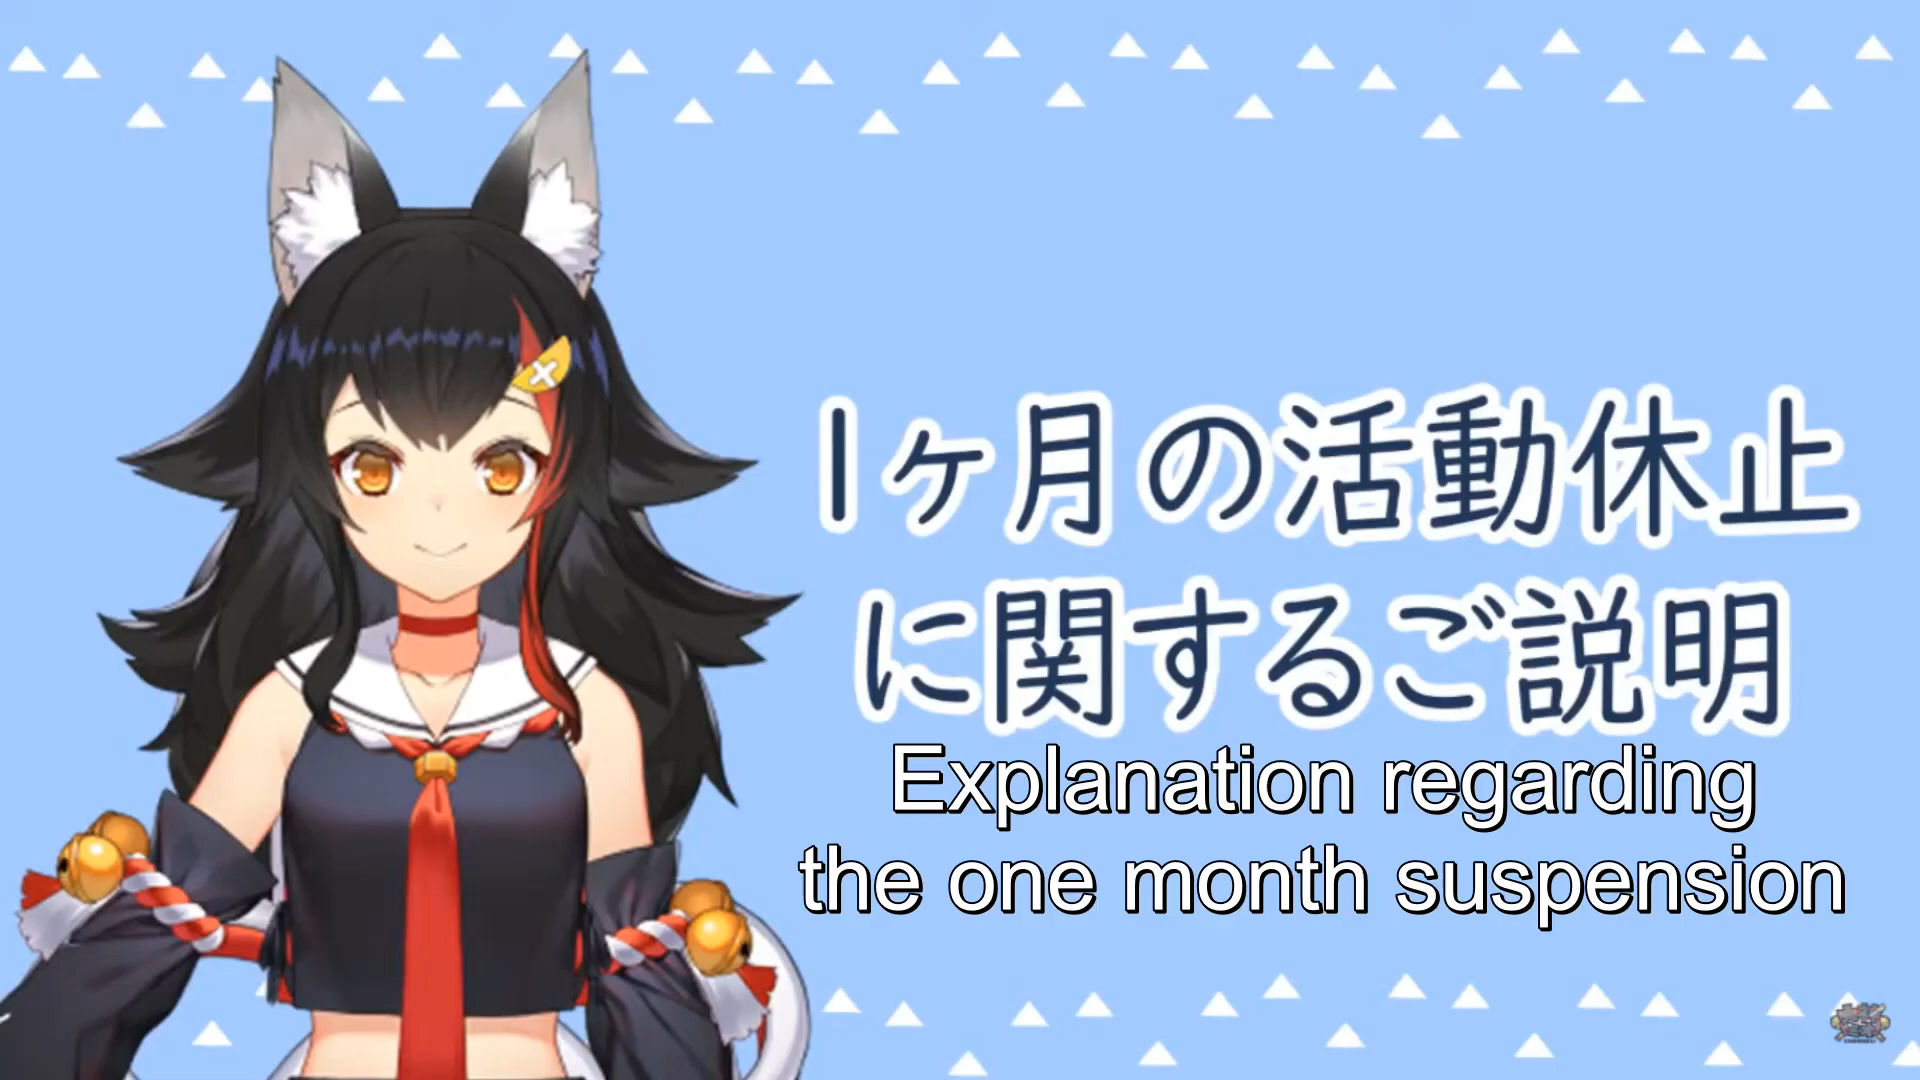 1ヶ月の活動休止
に関するご説明
Explanation regarding
the one month suspension